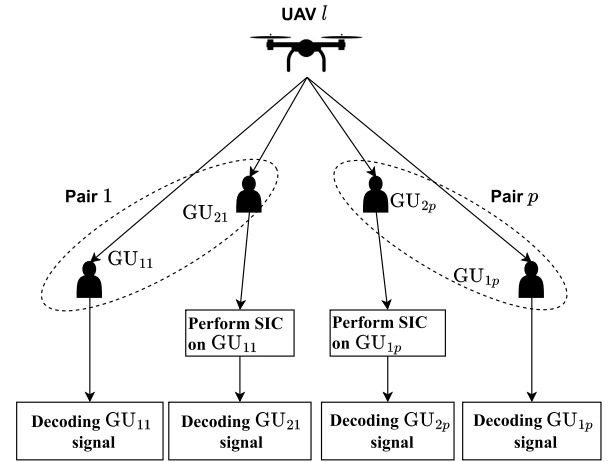 UAV l
Pair 1
Pair p
GU₂₁
GU₂ₚ
GU₁₁
GU₁ₚ
Perform SIC
on GU₁₁
Perform SIC
on GU₁ₚ
Decoding GU₁₁
signal
Decoding GU₂₁
signal
Decoding GU₂ₚ
signal
Decoding GU₁ₚ
signal